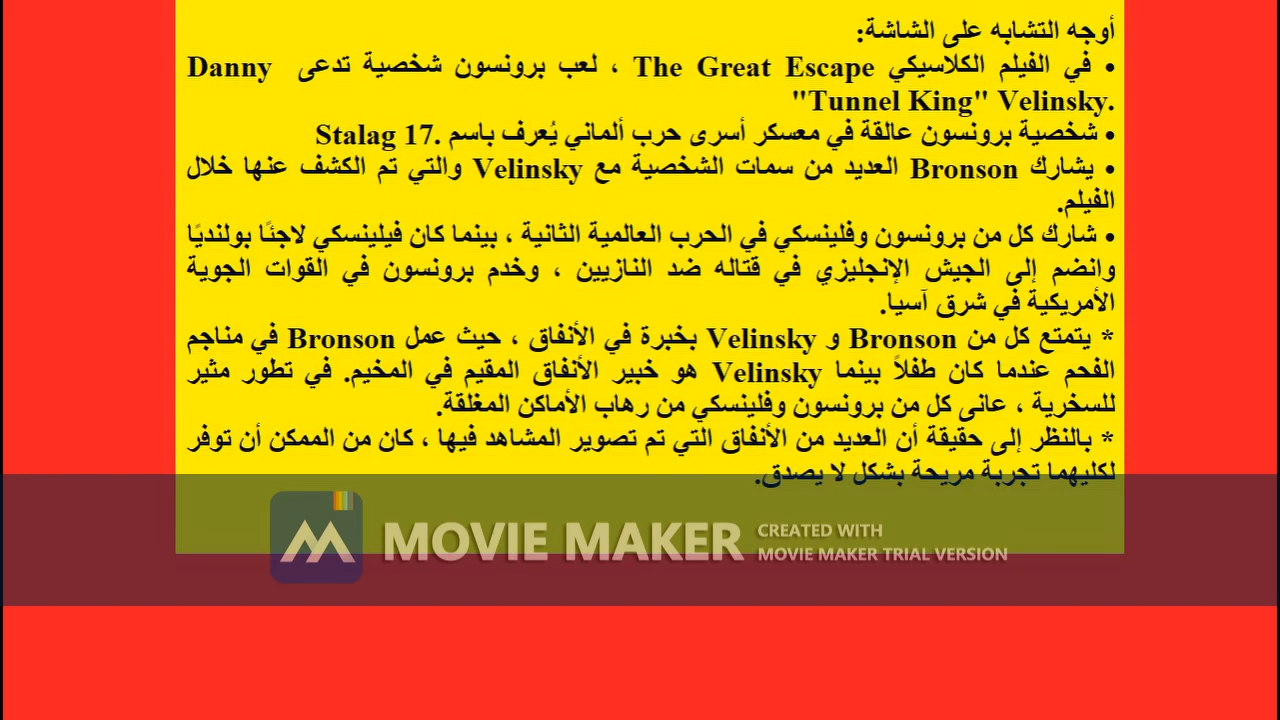 أوجه التشابه على الشاشة:
• في الفيلم الكلاسيكي The Great Escape ، لعب برونسون شخصية تدعى Danny
"Tunnel King" Velinsky.
• شخصية برونسون عالقة في معسكر أسرى حرب ألماني يُعرف باسم .Stalag 17
• يشارك Bronson العديد من سمات الشخصية مع Velinsky والتي تم الكشف عنها خلال
الفيلم.
• شارك كل من برونسون وفلينسكي في الحرب العالمية الثانية ، بينما كان فيلينسكي لاجئًا بولنديًا
وانضم إلى الجيش الإنجليزي في قتاله ضد النازيين ، وخدم برونسون في القوات الجوية
الأمريكية في شرق آسيا.
* يتمتع كل من Bronson و Velinsky بخبرة في الأنفاق ، حيث عمل Bronson في مناجم
الفحم عندما كان طفلاً بينما Velinsky هو خبير الأنفاق المقيم في المخيم. في تطور مثير
للسخرية ، عانى كل من برونسون وفلينسكي من رهاب الأماكن المغلقة.
* بالنظر إلى حقيقة أن العديد من الأنفاق التي تم تصوير المشاهد فيها ، كان من الممكن أن توفر
لكليهما تجربة مريحة بشكل لا يصدق.
MOVIE MAKER
CREATED WITH
MOVIE MAKER TRIAL VERSION